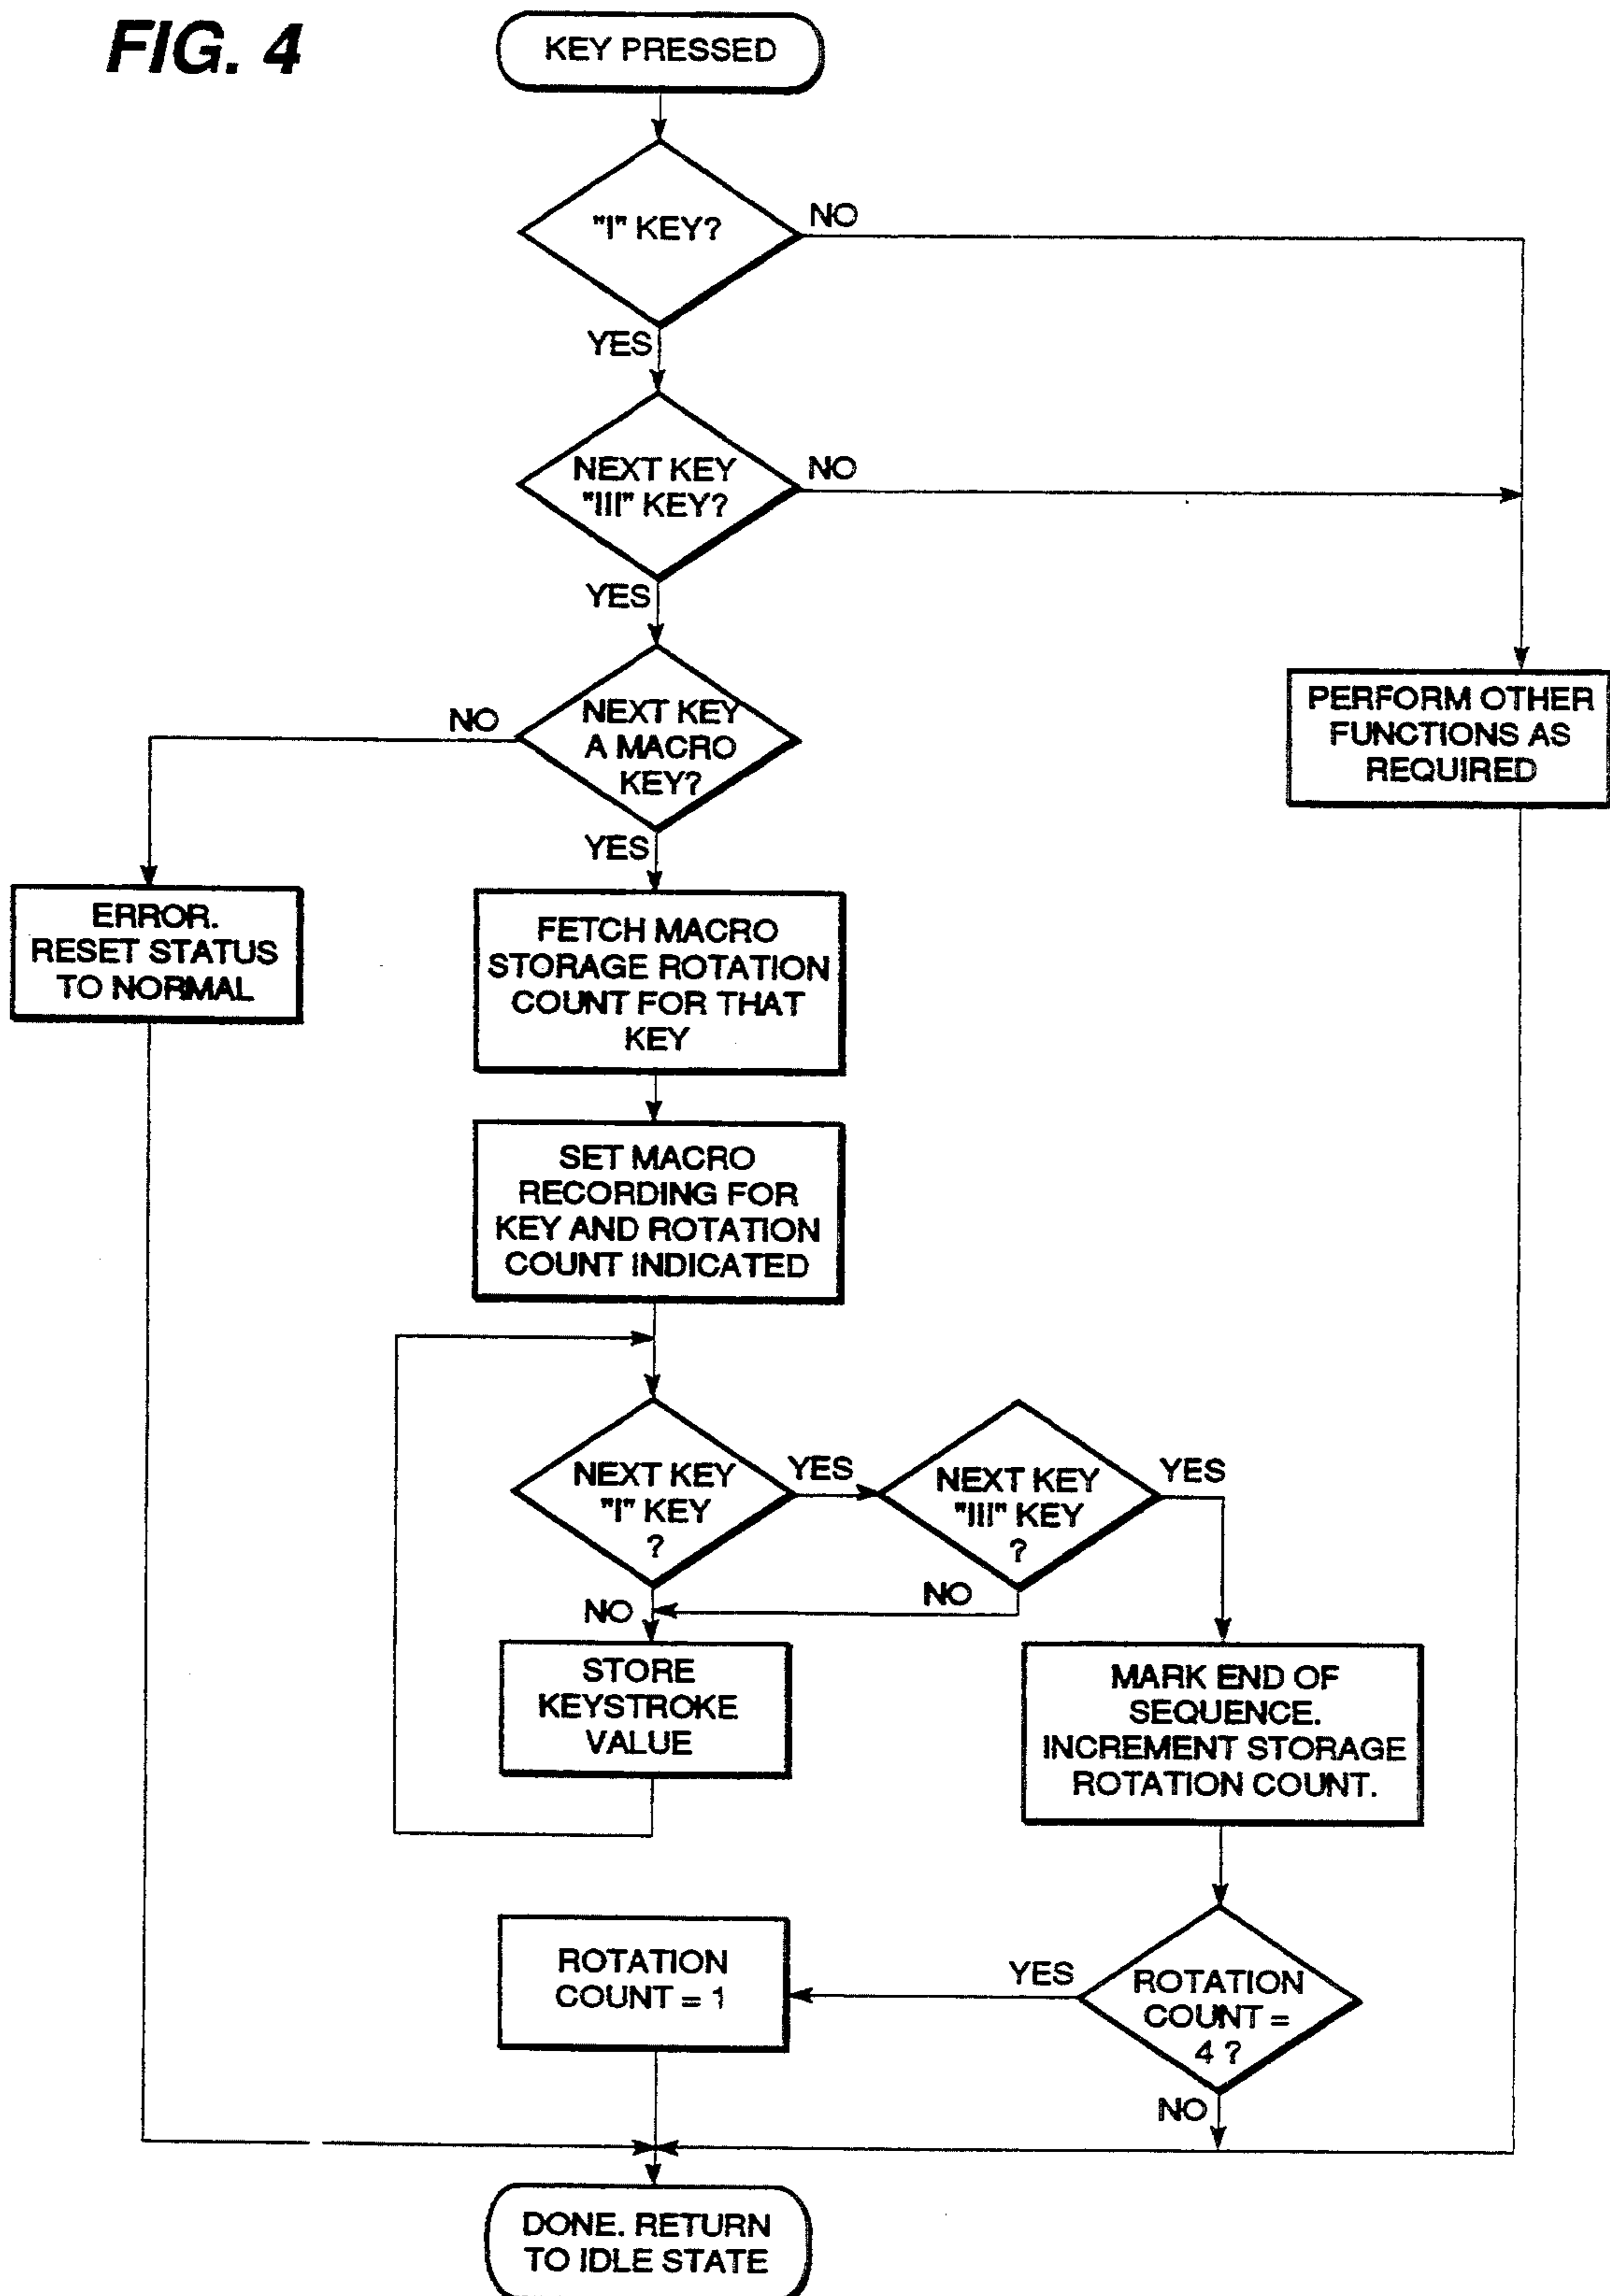 FIG. 4
KEY PRESSED
"I" KEY?
NO
YES
NEXT KEY
"III" KEY?
NO
YES
NEXT KEY
A MACRO
KEY?
NO
YES
PERFORM OTHER
FUNCTIONS AS
REQUIRED
ERROR.
RESET STATUS
TO NORMAL
FETCH MACRO
STORAGE ROTATION
COUNT FOR THAT
KEY
SET MACRO
RECORDING FOR
KEY AND ROTATION
COUNT INDICATED
NEXT KEY
"I" KEY
?
YES
NO
NEXT KEY
"III" KEY
?
YES
NO
STORE
KEYSTROKE
VALUE
MARK END OF
SEQUENCE.
INCREMENT STORAGE
ROTATION COUNT.
ROTATION
COUNT =
4 ?
YES
NO
ROTATION
COUNT = 1
DONE. RETURN
TO IDLE STATE